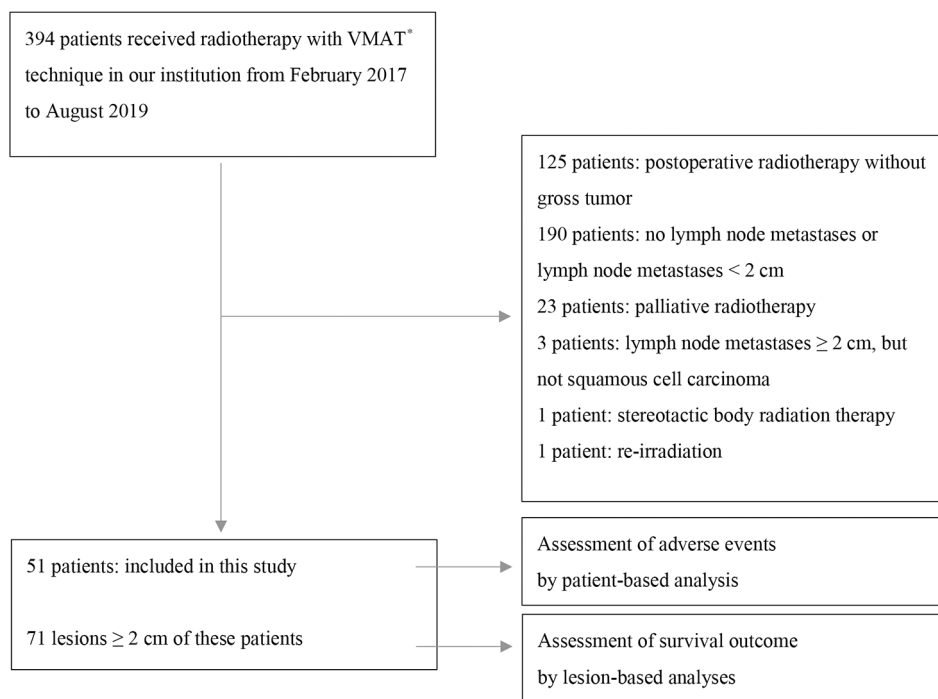 394 patients received radiotherapy with VMAT*
technique in our institution from February 2017
to August 2019
125 patients: postoperative radiotherapy without
gross tumor
190 patients: no lymph node metastases or
lymph node metastases < 2 cm
23 patients: palliative radiotherapy
3 patients: lymph node metastases ≥ 2 cm, but
not squamous cell carcinoma
1 patient: stereotactic body radiation therapy
1 patient: re-irradiation
51 patients: included in this study
71 lesions ≥ 2 cm of these patients
Assessment of adverse events
by patient-based analysis
Assessment of survival outcome
by lesion-based analyses